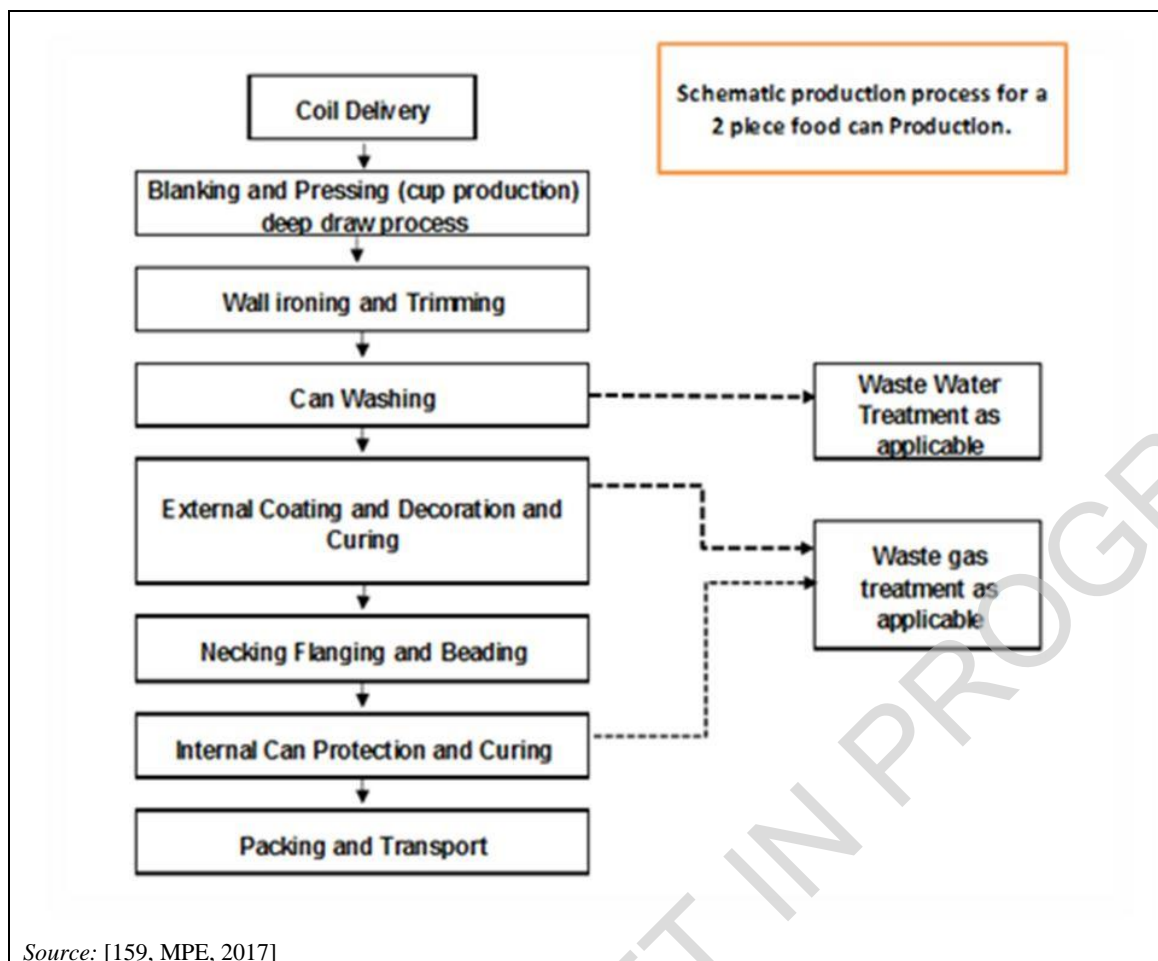 Coil Delivery
Schematic production process for a
2 piece food can Production.
Blanking and Pressing (cup production)
deep draw process
Wall ironing and Trimming
Can Washing
Waste Water
Treatment as
applicable
External Coating and Decoration and
Curing
Waste gas
treatment as
applicable
Necking Flanging and Beading
Internal Can Protection and Curing
Packing and Transport
Source: [159, MPE, 2017]